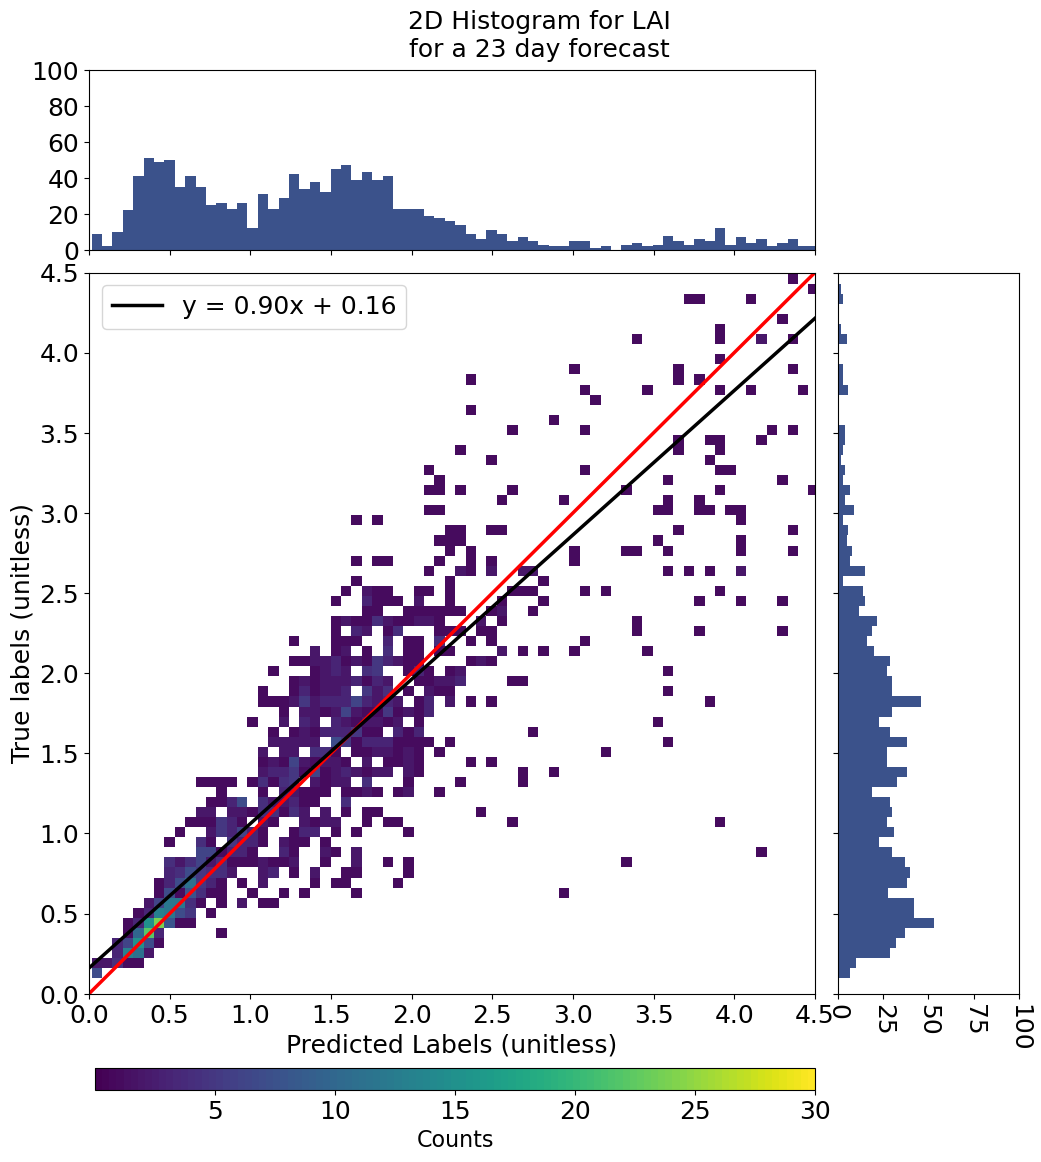 2D Histogram for LAI
for a 23 day forecast
100
80
60
40
20
0
4.5
4.0
3.5
3.0
2.5
2.0
1.5
1.0
0.5
0.0
True labels (unitless)
y = 0.90x + 0.16
0.0 0.5 1.0 1.5 2.0 2.5 3.0 3.5 4.0 4.5
Predicted Labels (unitless)
0 25 50 75 100
5 10 15 20 25 30
Counts